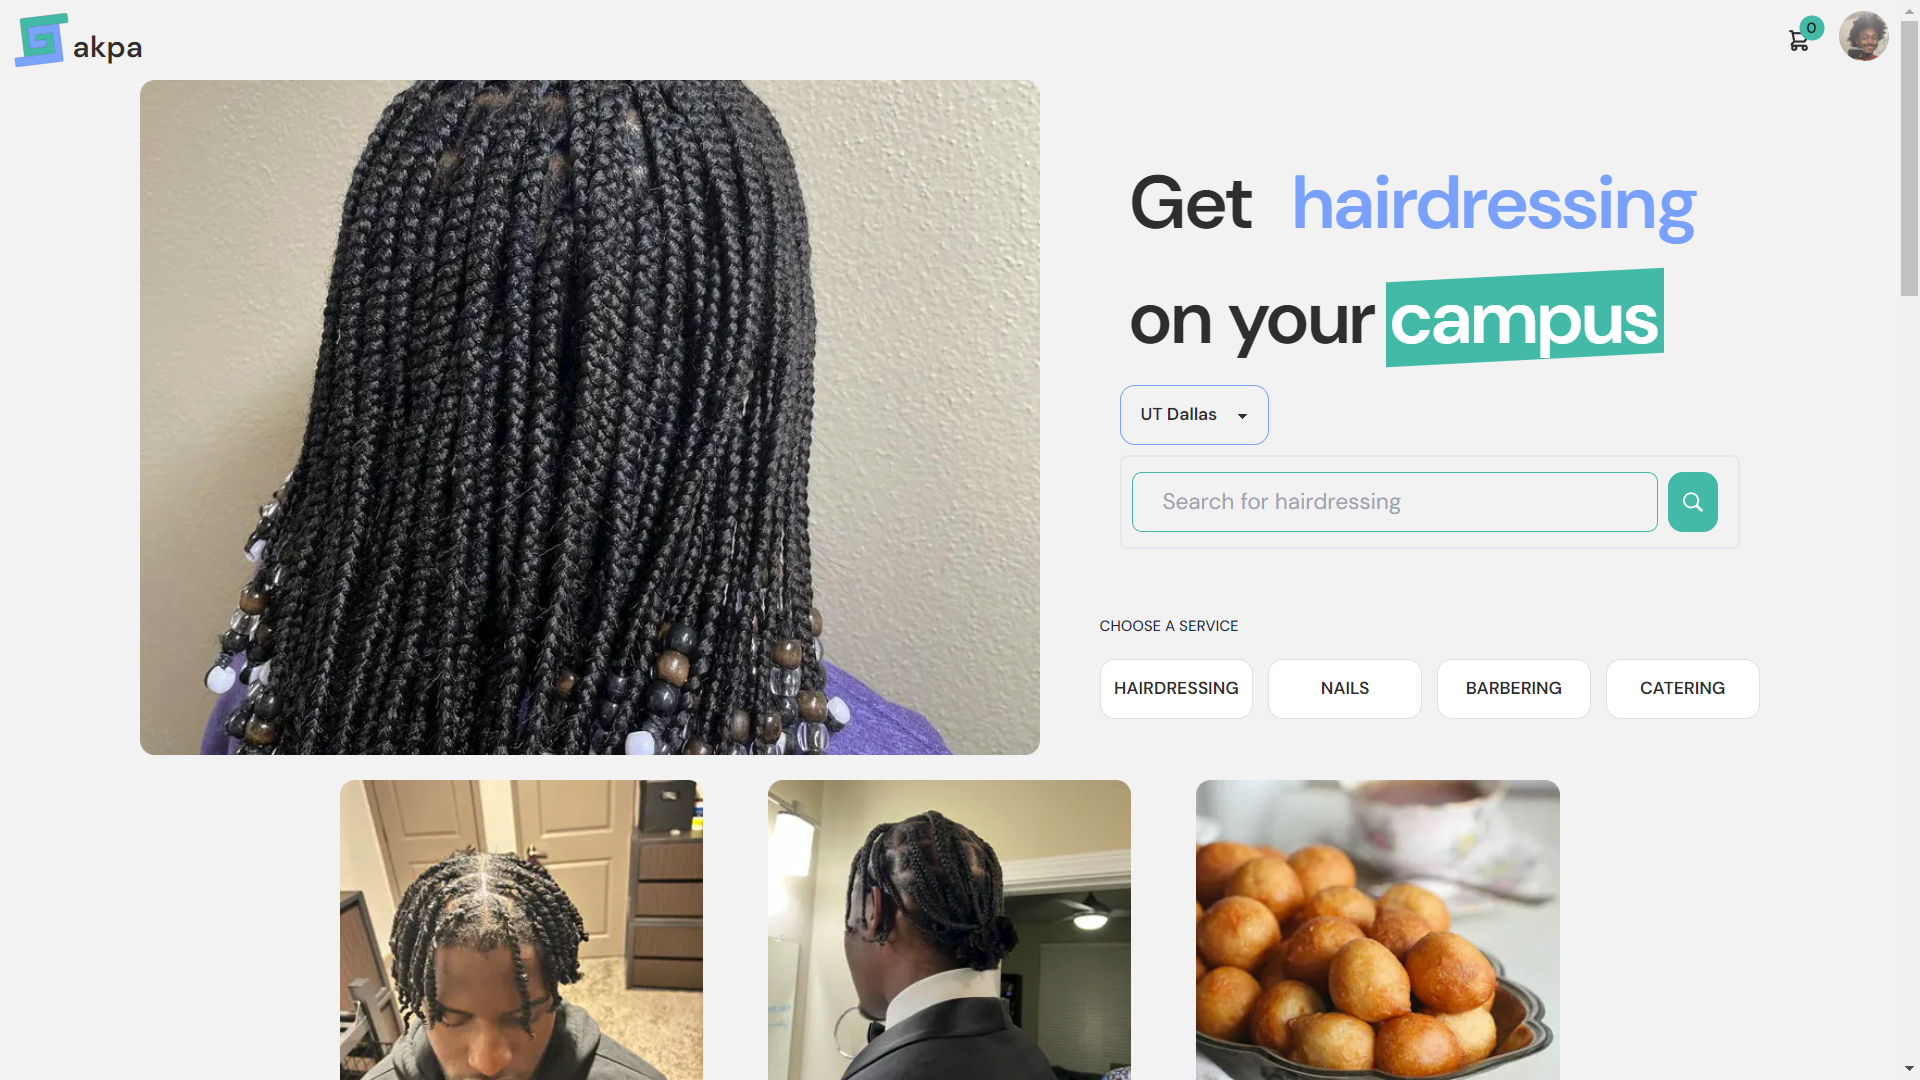 akpa
0
Get hairdressing
on your campus
UT Dallas
Search for hairdressing
CHOOSE A SERVICE
HAIRDRESSING
NAILS
BARBERING
CATERING